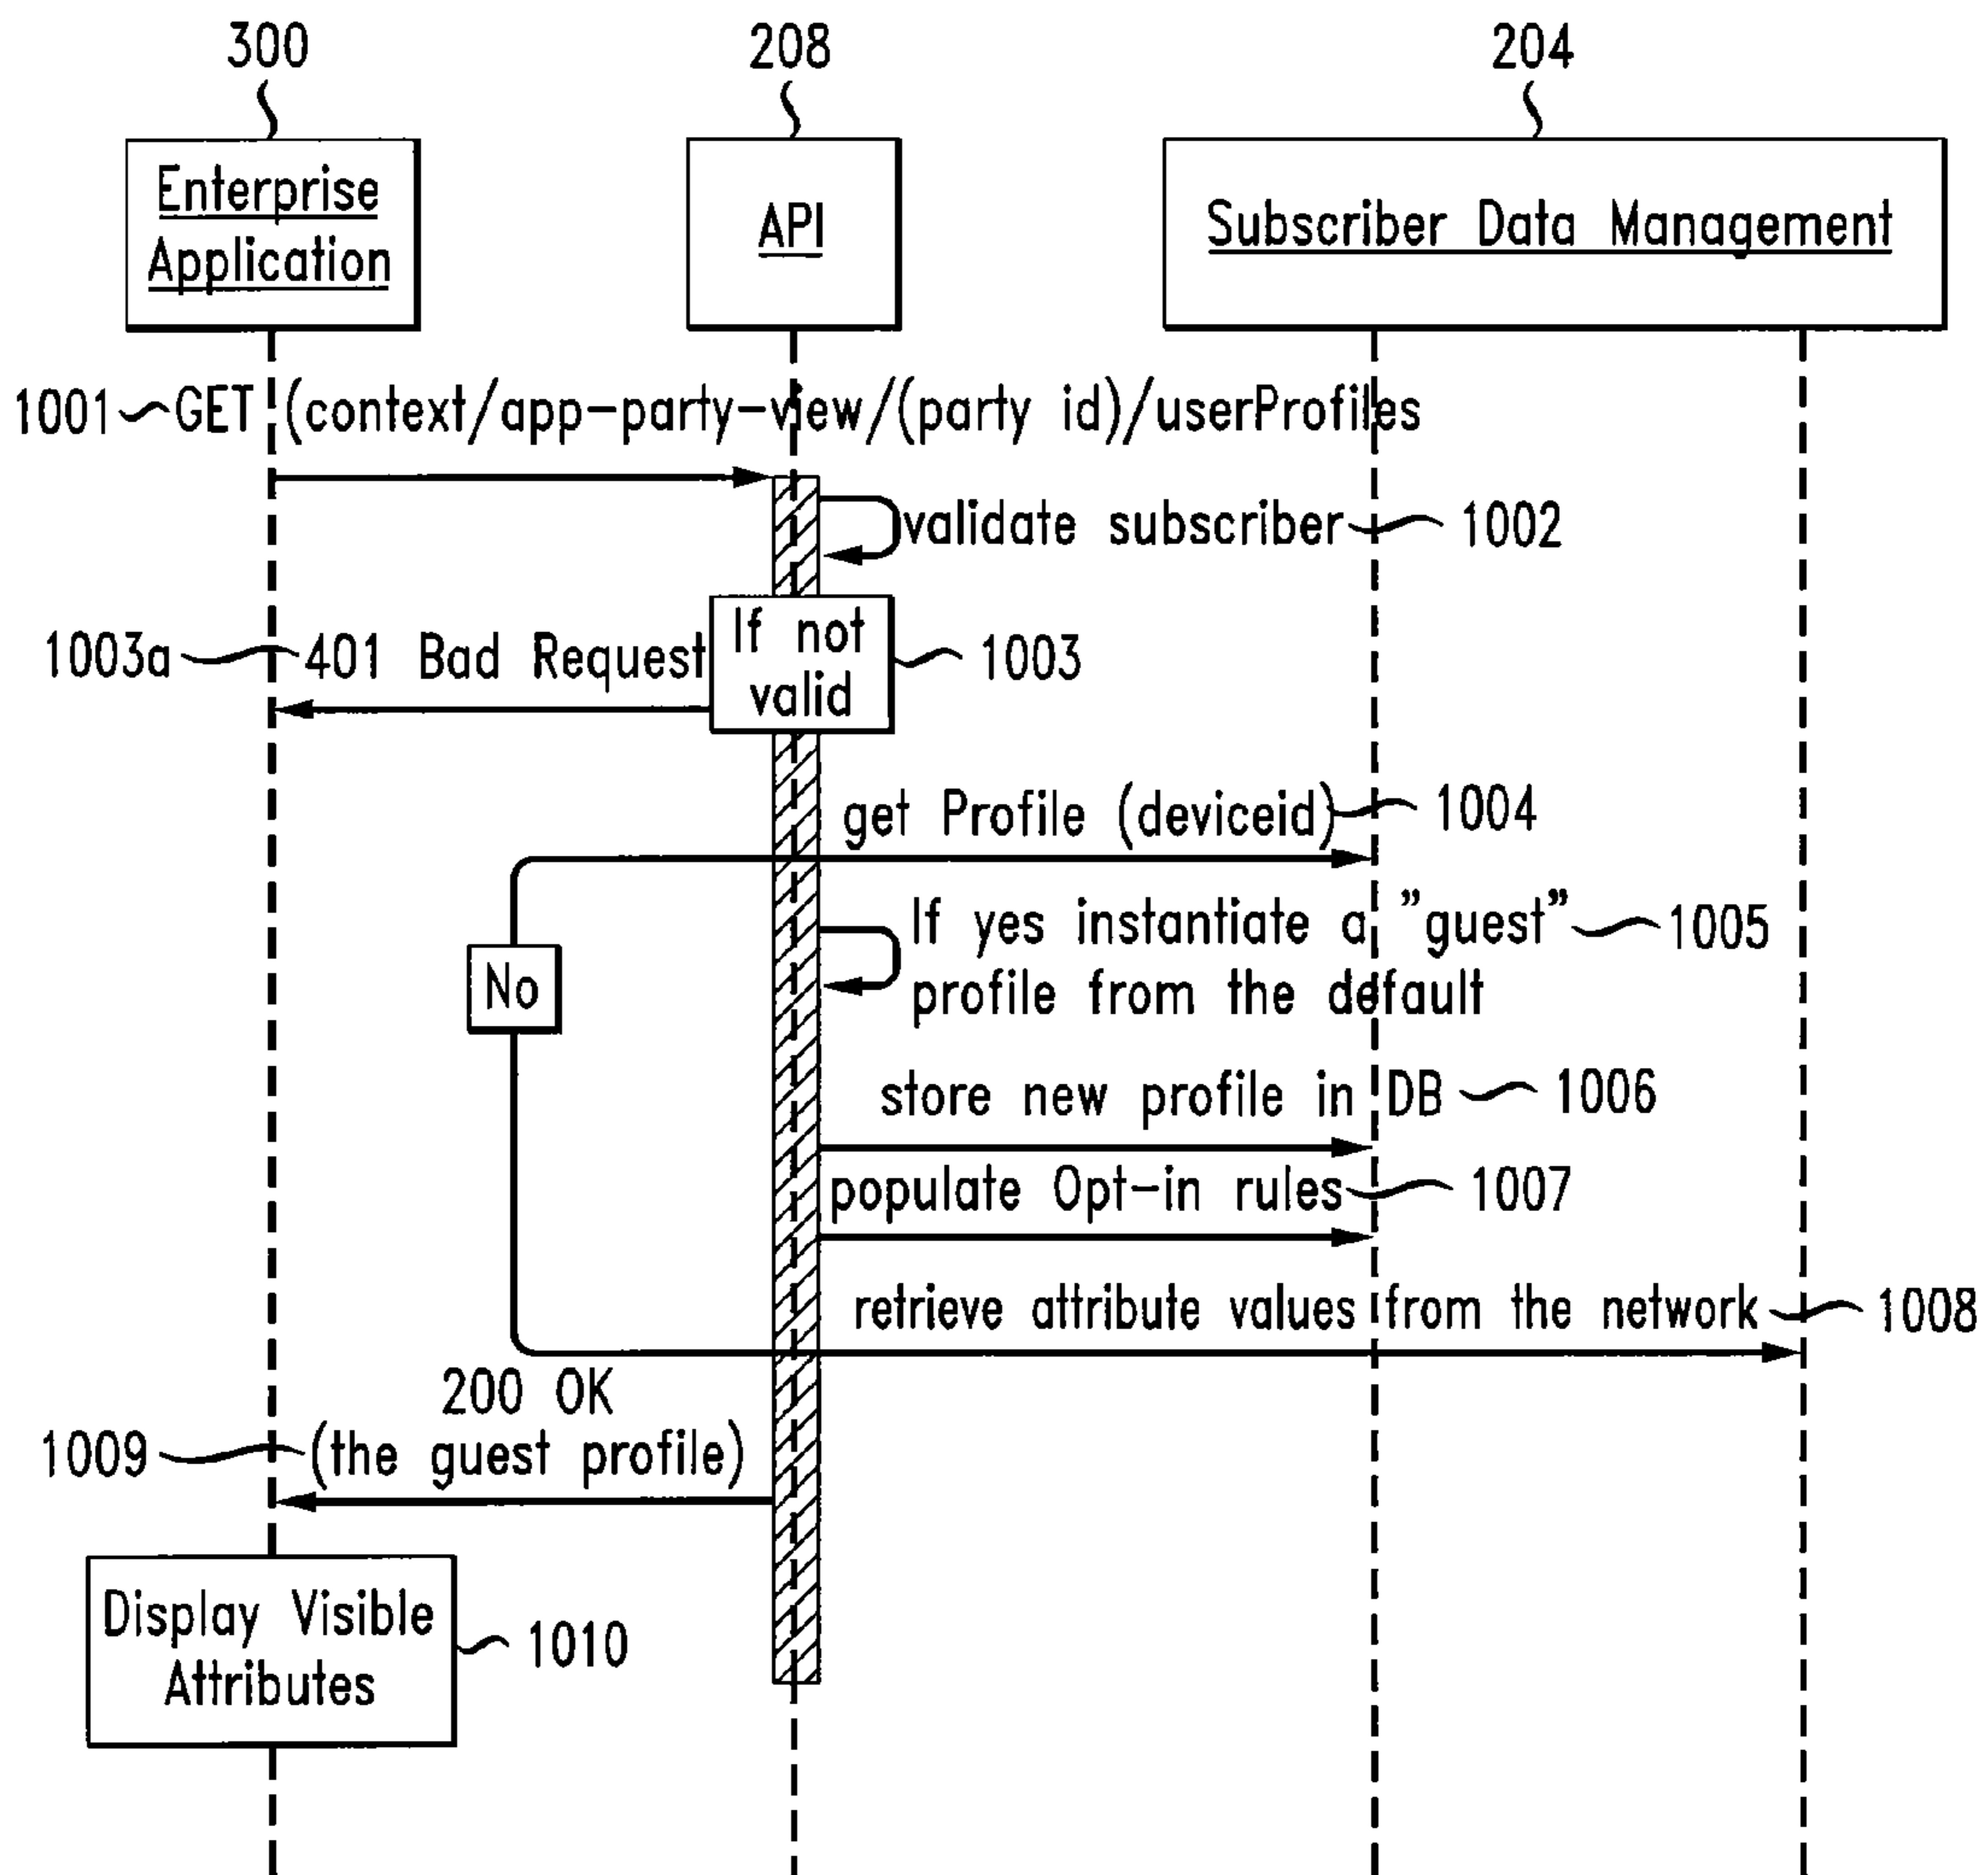 300
208
204
Enterprise
Application
API
Subscriber Data Management
1001 GET (context/app-party-view/(party id)/userProfiles
validate subscriber 1002
1003a 401 Bad Request
If not
valid
1003
get Profile (deviceid) 1004
If yes instantiate a "guest" 1005
profile from the default
No
store new profile in DB 1006
populate Opt-in rules 1007
retrieve attribute values from the network 1008
200 OK
1009 (the guest profile)
Display Visible
Attributes
1010